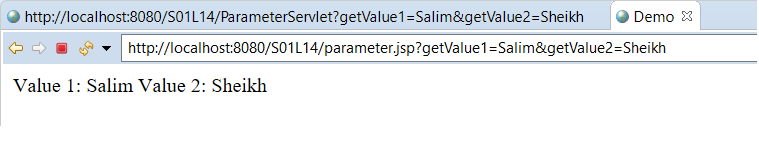 http://localhost:8080/S01L14/ParameterServlet?getValue1=Salim&getValue2=Sheikh Demo
http://localhost:8080/S01L14/parameter.jsp?getValue1=Salim&getValue2=Sheikh
Value 1: Salim Value 2: Sheikh